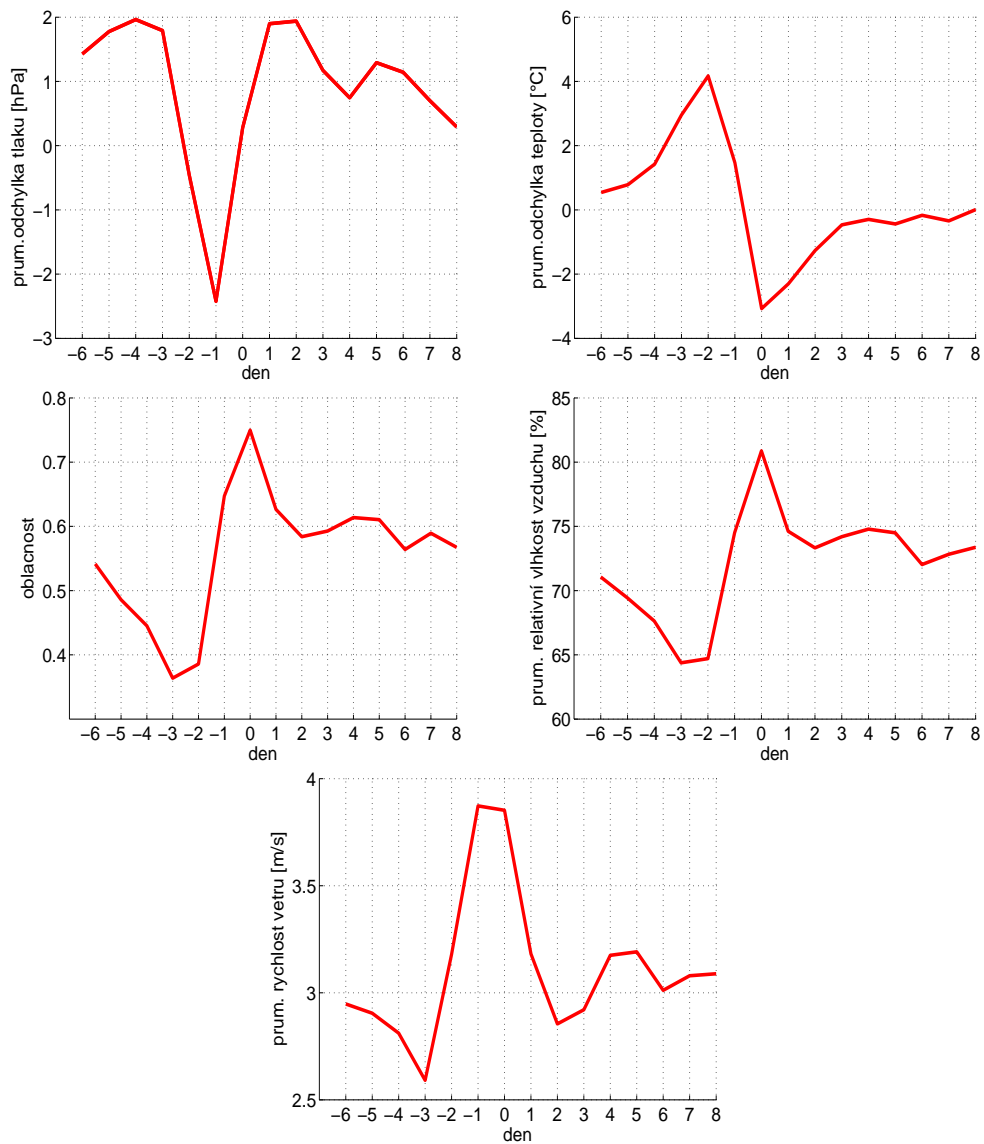 prum.odchylka tlaku [hPa]
2
1
0
−1
−2
−3
−6 −5 −4 −3 −2 −1 0 1 2 3 4 5 6 7 8
den
prum.odchylka teploty [°C]
6
4
2
0
−2
−4
−6 −5 −4 −3 −2 −1 0 1 2 3 4 5 6 7 8
den
oblacnost
0.8
0.7
0.6
0.5
0.4
−6 −5 −4 −3 −2 −1 0 1 2 3 4 5 6 7 8
den
prum. relativní vlhkost vzduchu [%]
85
80
75
70
65
60
−6 −5 −4 −3 −2 −1 0 1 2 3 4 5 6 7 8
den
prum. rychlost vetru [m/s]
4
3.5
3
2.5
−6 −5 −4 −3 −2 −1 0 1 2 3 4 5 6 7 8
den